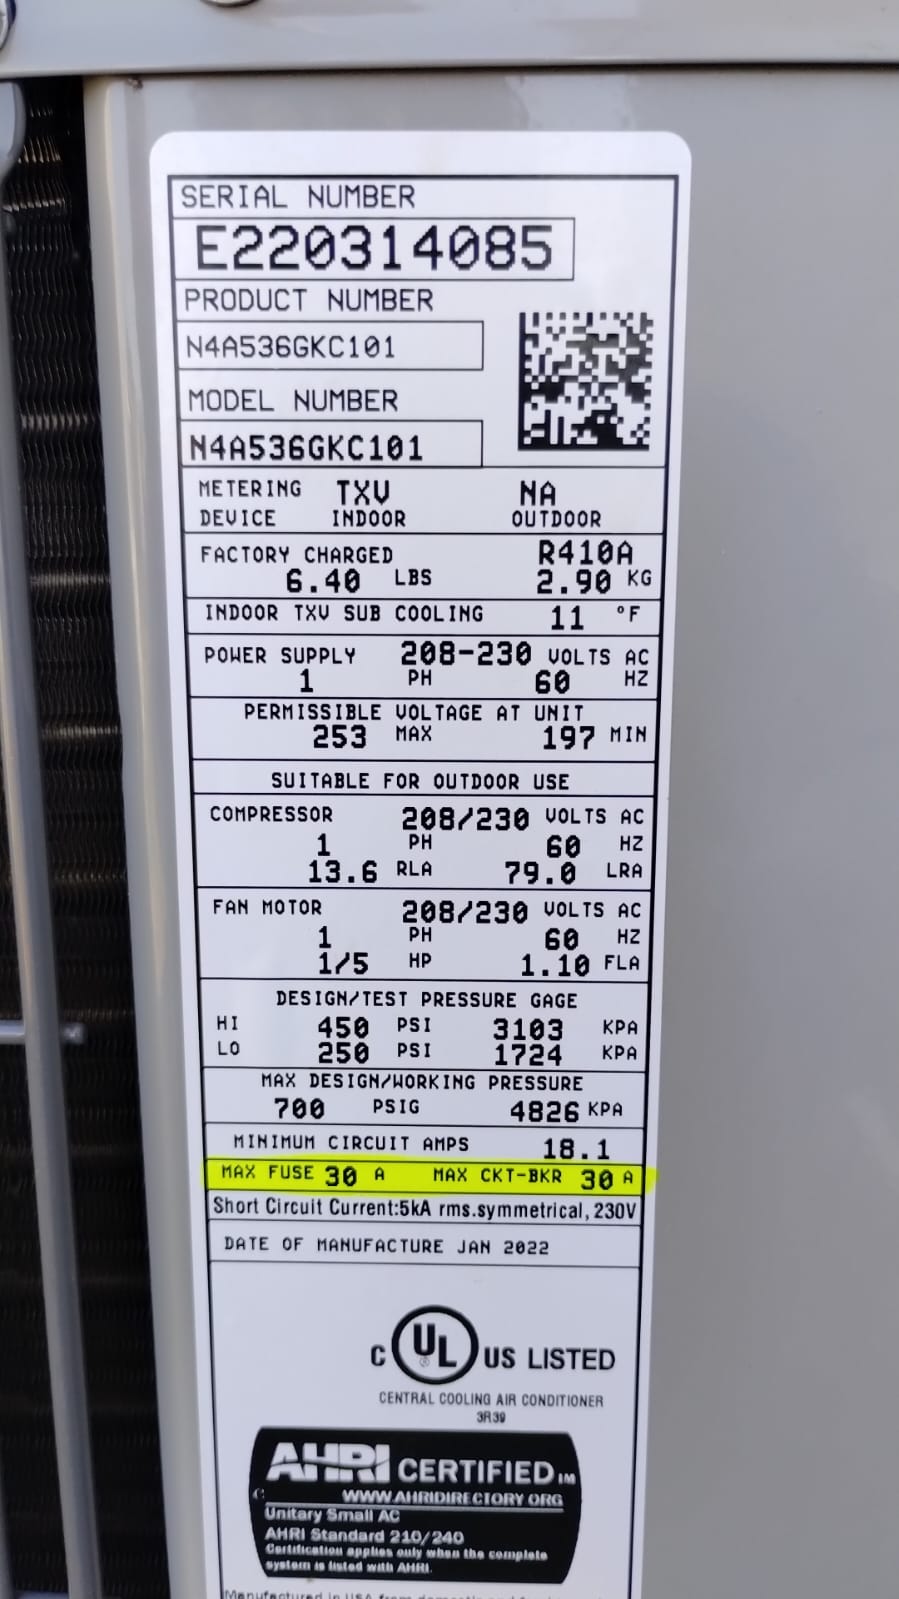 SERIAL NUMBER
E220314085
PRODUCT NUMBER
N4A536GKC101
MODEL NUMBER
N4A536GKC101
METERING TXV NA
DEVICE INDOOR OUTDOOR
FACTORY CHARGED R410A
6.40 LBS 2.90 KG
INDOOR TXV SUB COOLING 11 °F
POWER SUPPLY 208-230 VOLTS AC
1 PH 60 HZ
PERMISSIBLE VOLTAGE AT UNIT
253 MAX 197 MIN
SUITABLE FOR OUTDOOR USE
COMPRESSOR 208/230 VOLTS AC
1 PH 60 HZ
13.6 RLA 79.0 LRA
FAN MOTOR 208/230 VOLTS AC
1 PH 60 HZ
1/5 HP 1.10 FLA
DESIGN/TEST PRESSURE GAGE
HI 450 PSI 3103 KPA
LO 250 PSI 1724 KPA
MAX DESIGN/WORKING PRESSURE
700 PSIG 4826 KPA
MINIMUM CIRCUIT AMPS 18.1
MAX FUSE 30 A MAX CKT-BKR 30 A
Short Circuit Current:5kA rms.symmetrical, 230V
DATE OF MANUFACTURE JAN 2022
C UL ® US LISTED
CENTRAL COOLING AIR CONDITIONER
3R39
AHRI CERTIFIED TM
WWW.AHRIDIRECTORY.ORG
Unitary Small AC
AHRI Standard 210/240
Certification applies only when the complete
system is listed with AHRI.
Manufactured in USA from domestic and